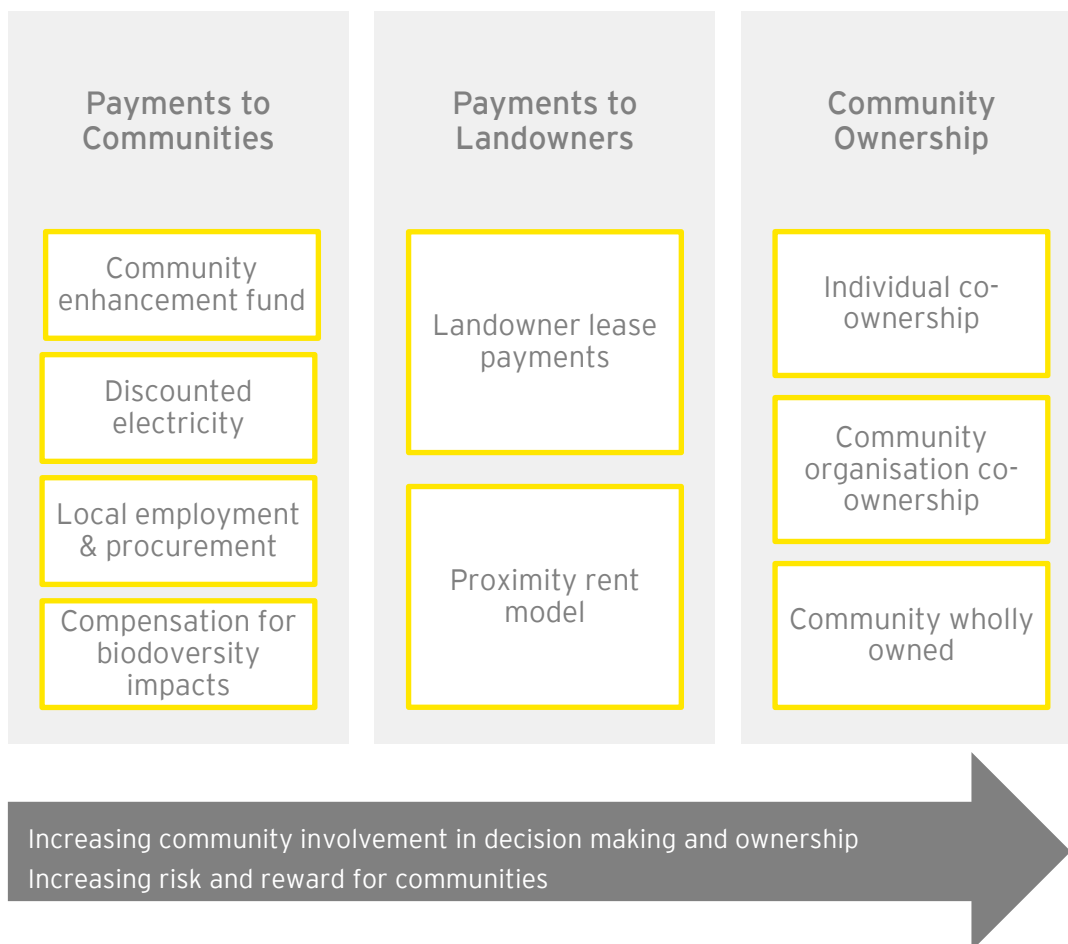 Payments to
Communities
Community
enhancement fund
Discounted
electricity
Local employment
& procurement
Compensation for
biodoversity
impacts
Payments to
Landowners
Landowner lease
payments
Proximity rent
model
Community
Ownership
Individual co-
ownership
Community
organisation co-
ownership
Community wholly
owned
Increasing community involvement in decision making and ownership
Increasing risk and reward for communities